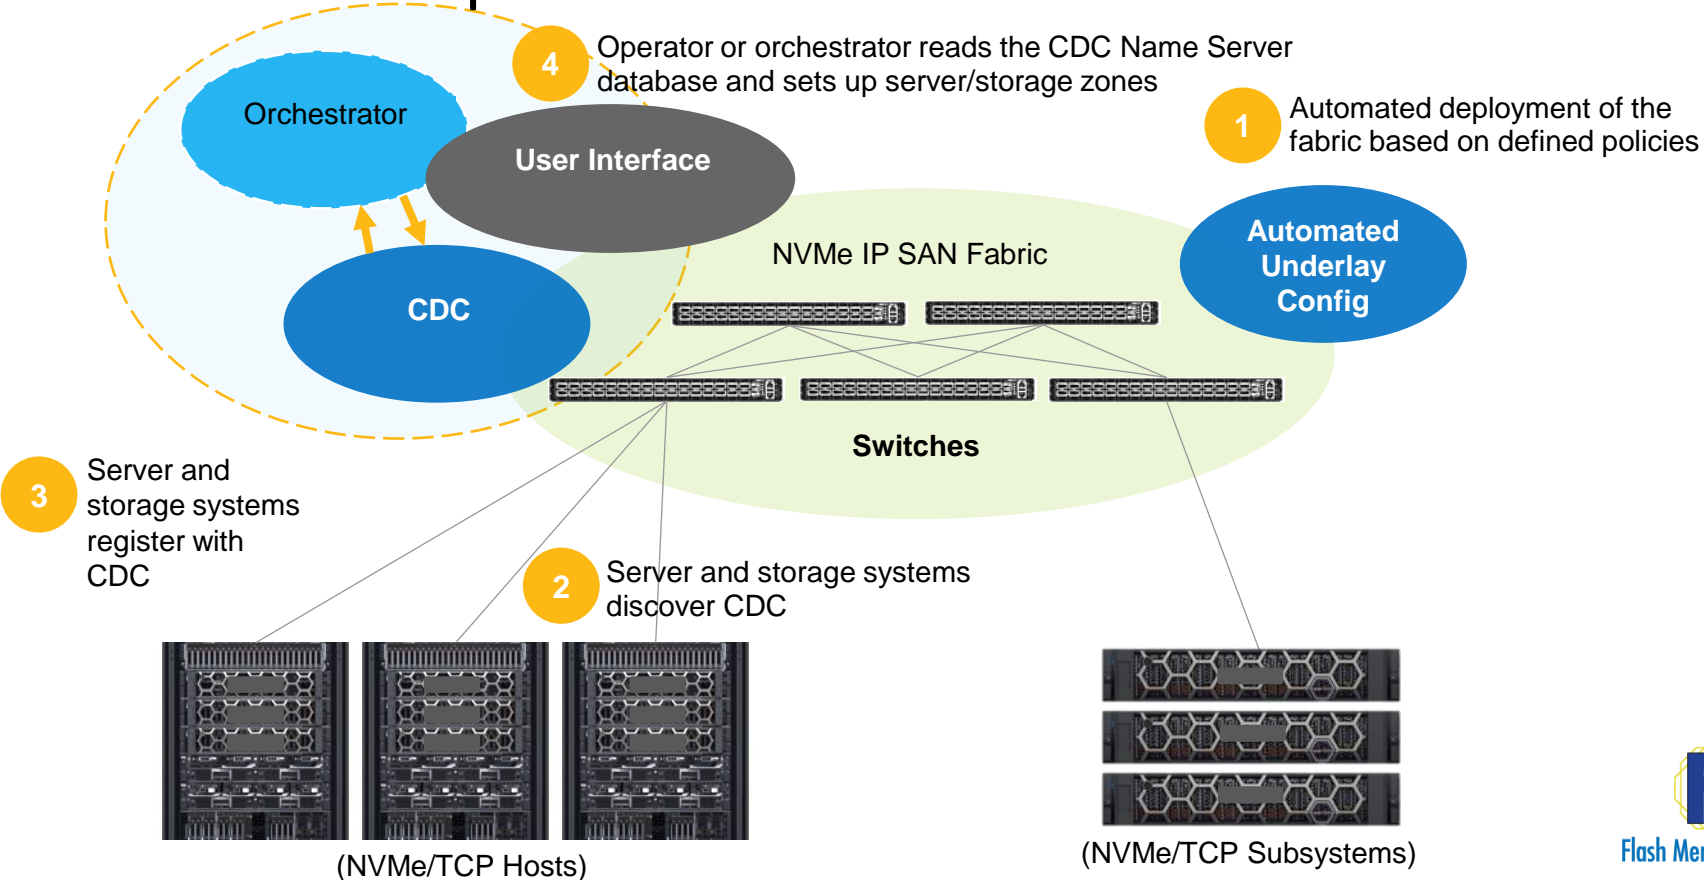 4
Operator or orchestrator reads the CDC Name Server
database and sets up server/storage zones
Orchestrator
User Interface
1
Automated deployment of the
fabric based on defined policies
Automated
Underlay
Config
NVMe IP SAN Fabric
CDC
Switches
3
Server and
storage systems
register with
CDC
2
Server and storage systems
discover CDC
(NVMe/TCP Hosts)
(NVMe/TCP Subsystems)
Flash